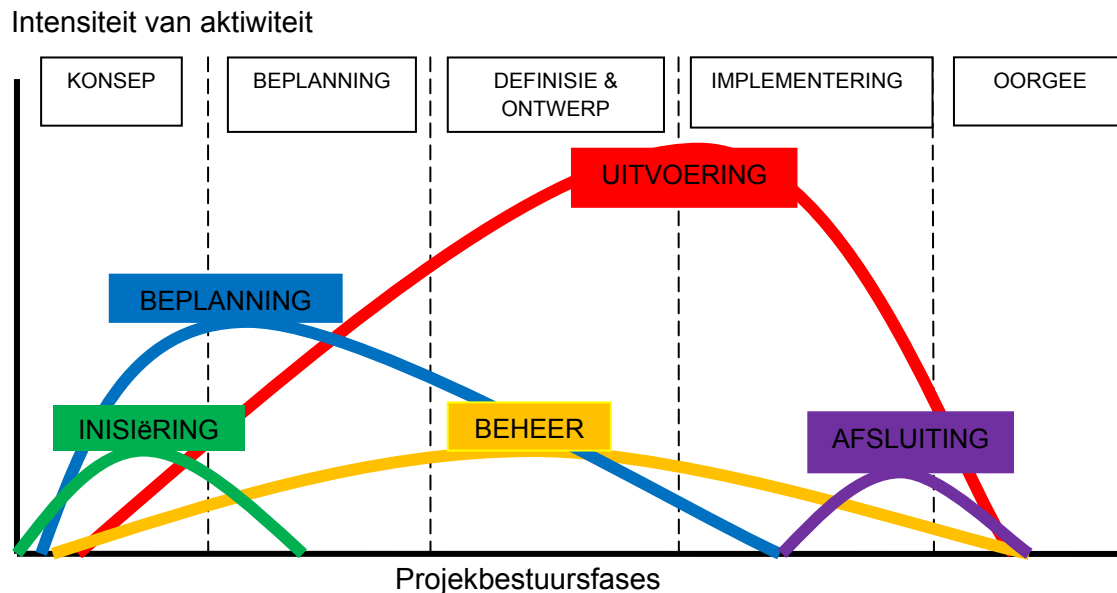 Intensiteit van aktiwiteit
KONSEP
BEPLANNING
DEFINISIE &
ONTWERP
IMPLEMENTERING
OORGEE
UITVOERING
BEPLANNING
INISIëRING
BEHEER
AFSLUITING
Projekbestuursfases